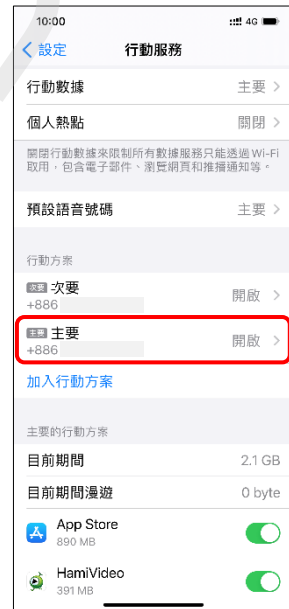 10:00
4G
設定
行動服務
行動數據 主要
個人熱點 關閉
關閉行動數據來限制所有數據服務只能透過 Wi-Fi
取用，包含電子郵件、瀏覽網頁和推播通知等。
預設語音號碼 主要
行動方案
次要 次要 開啟
+886
主要 主要 開啟
+886
加入行動方案
主要的行動方案
目前期間 2.1 GB
目前期間漫遊 0 byte
App Store
890 MB
HamiVideo
391 MB